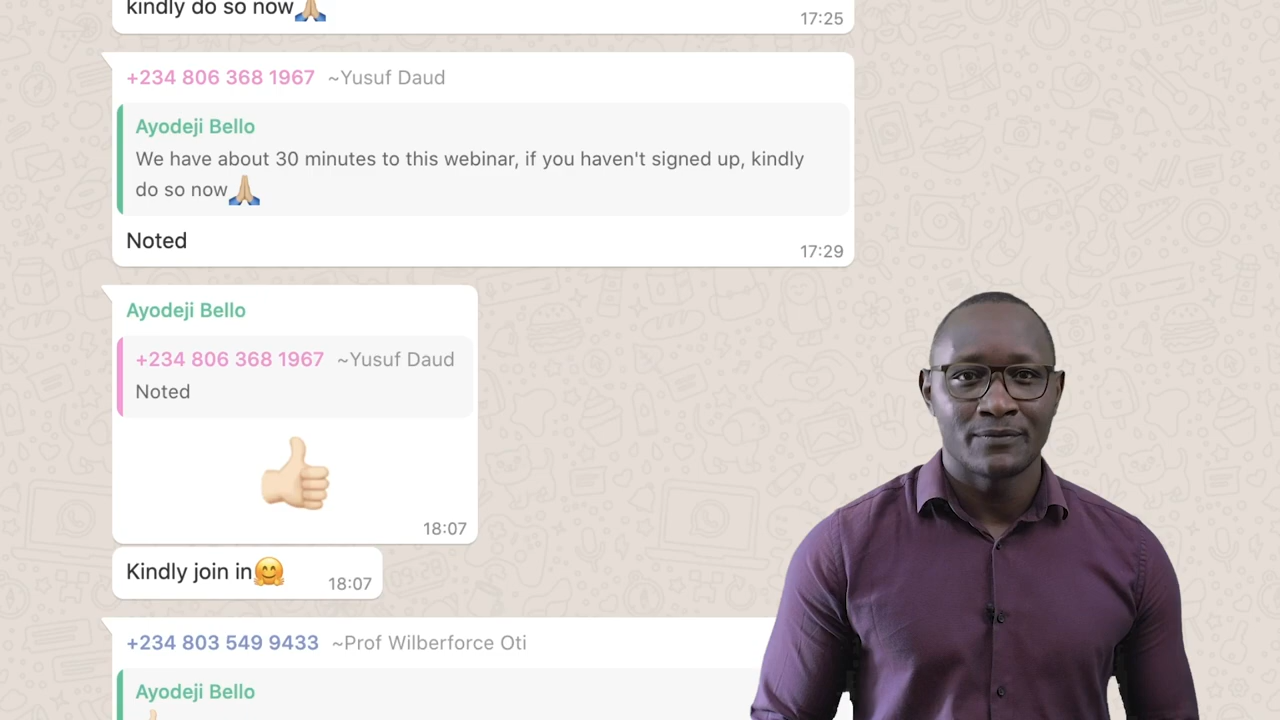 kindly do so now🙏🏼
17:25
+234 806 368 1967 ~Yusuf Daud
Ayodeji Bello
We have about 30 minutes to this webinar, if you haven't signed up, kindly
do so now🙏🏼
Noted
17:29
Ayodeji Bello
+234 806 368 1967 ~Yusuf Daud
Noted
👍🏻
18:07
Kindly join in🤗
18:07
+234 803 549 9433 ~Prof Wilberforce Oti
Ayodeji Bello